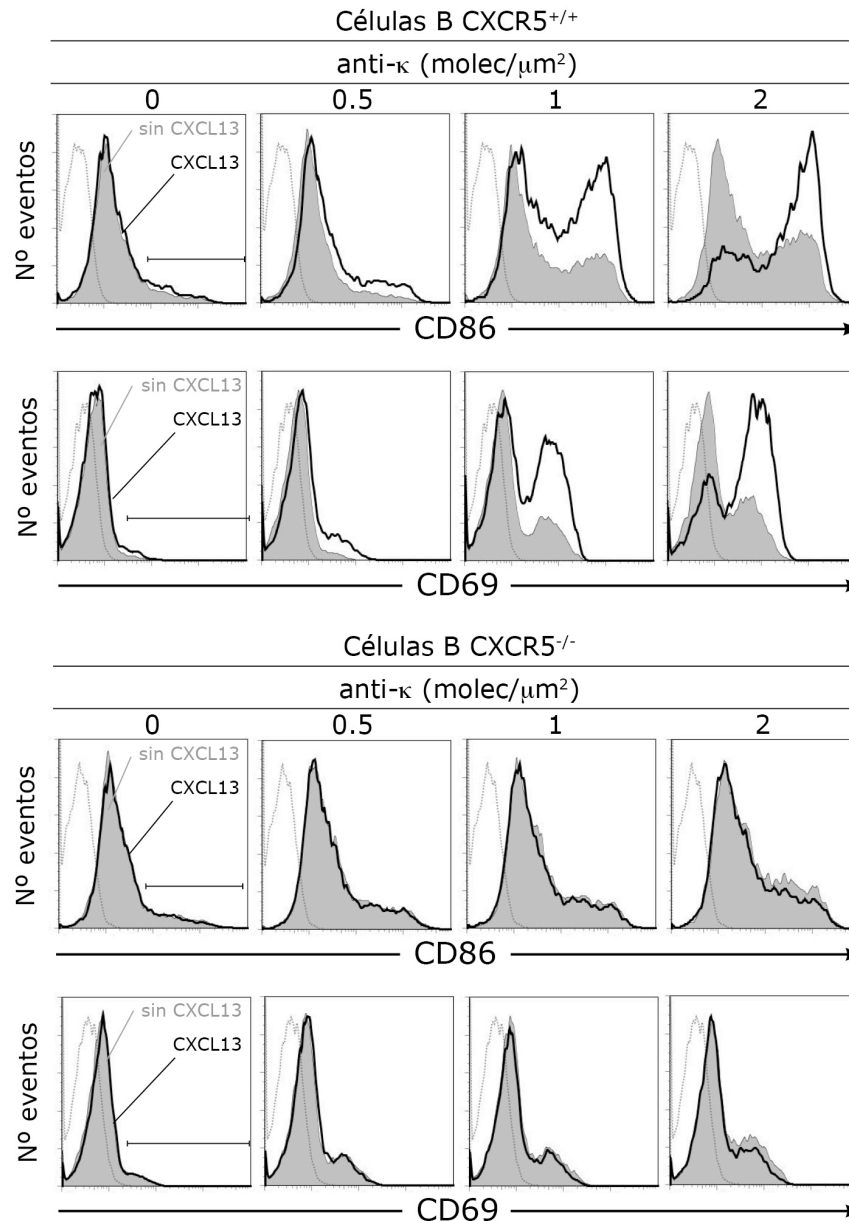 Células B CXCR5+/+
anti-κ (molec/μm²)
0 0.5 1 2
sin CXCL13
CXCL13
Nº eventos
CD86
sin CXCL13
CXCL13
Nº eventos
CD69
Células B CXCR5-/-
anti-κ (molec/μm²)
0 0.5 1 2
sin CXCL13
CXCL13
Nº eventos
CD86
sin CXCL13
CXCL13
Nº eventos
CD69